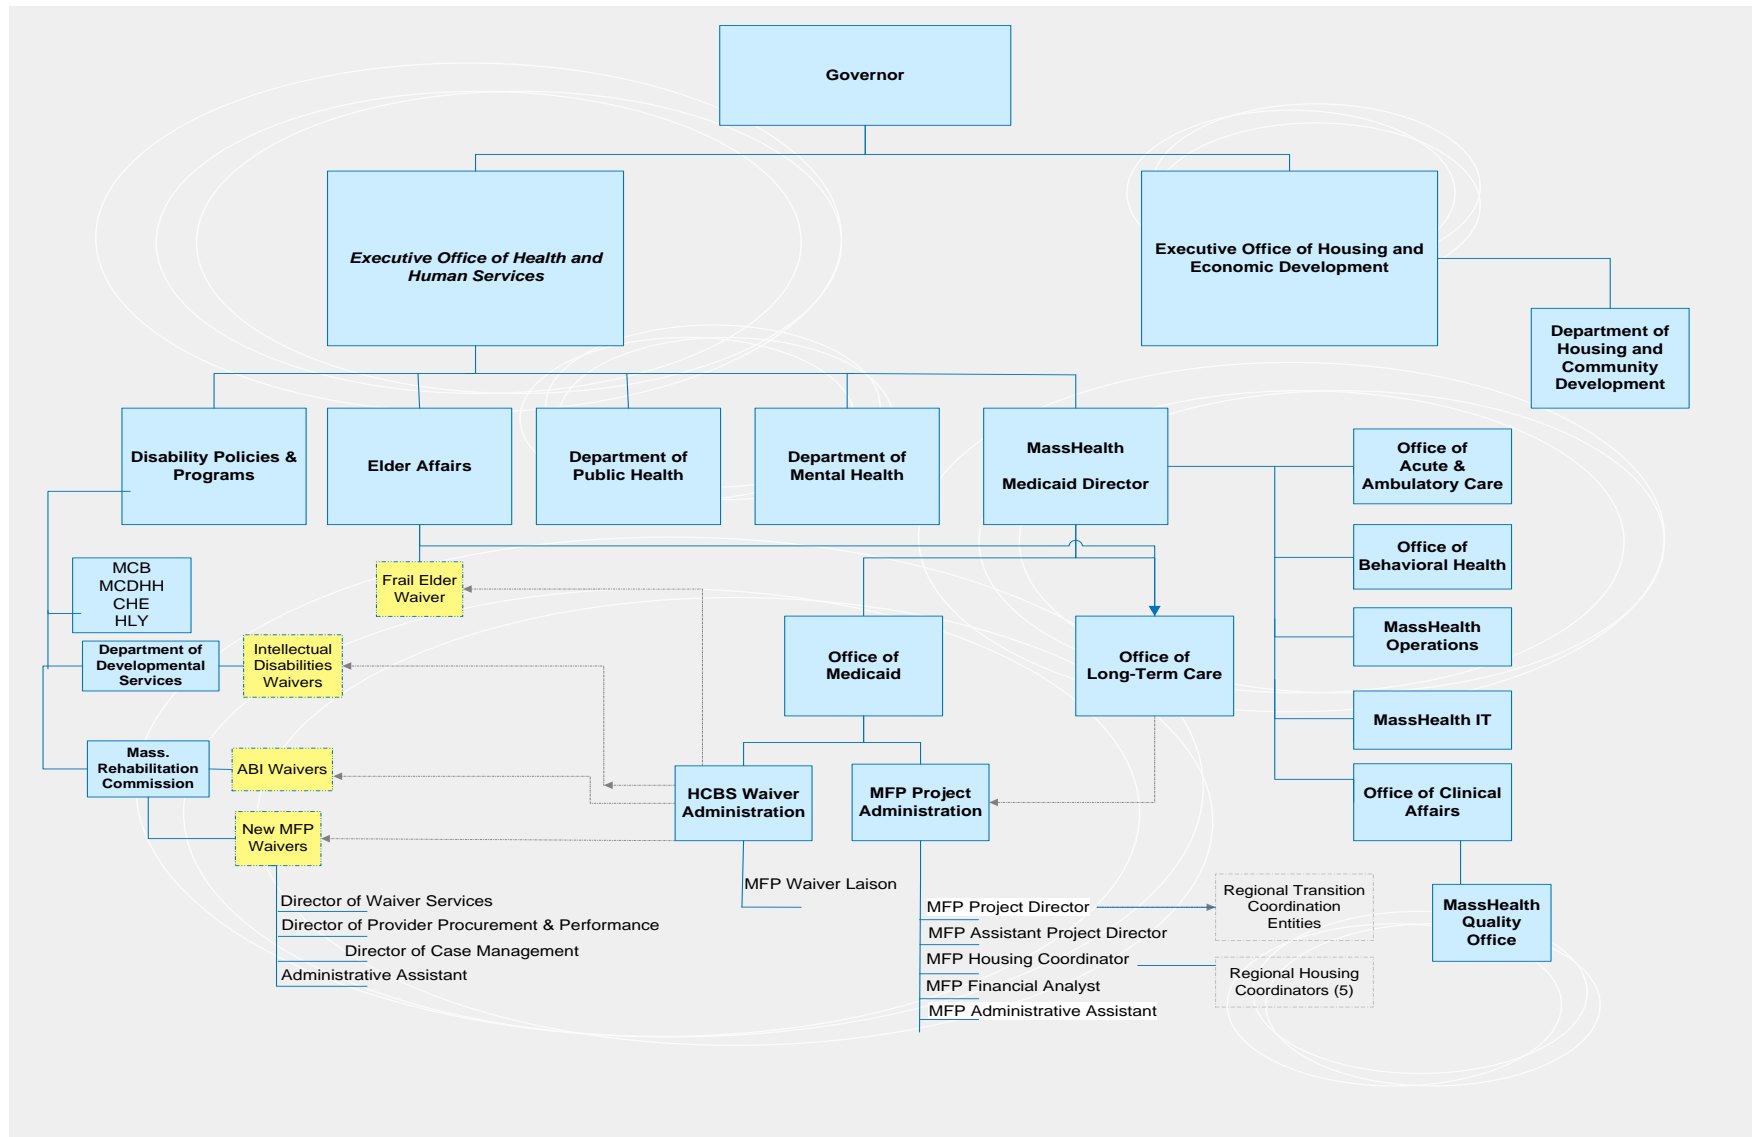 Governor
Executive Office of Health and
Human Services
Executive Office of Housing and
Economic Development
Department of
Housing and
Community
Development
Disability Policies &
Programs
Elder Affairs
Department of
Public Health
Department of
Mental Health
MassHealth
Medicaid Director
Office of
Acute &
Ambulatory Care
Office of
Behavioral Health
MassHealth
Operations
MassHealth IT
Office of Clinical
Affairs
MassHealth
Quality
Office
MCB
MCDHH
CHE
HLY
Frail Elder
Waiver
Department of
Developmental
Services
Intellectual
Disabilities
Waivers
Office of
Medicaid
Office of
Long-Term Care
Mass.
Rehabilitation
Commission
ABI Waivers
HCBS Waiver
Administration
MFP Project
Administration
New MFP
Waivers
Director of Waiver Services
Director of Provider Procurement & Performance
Director of Case Management
Administrative Assistant
MFP Waiver Laison
MFP Project Director
MFP Assistant Project Director
MFP Housing Coordinator
MFP Financial Analyst
MFP Administrative Assistant
Regional Transition
Coordination
Entities
Regional Housing
Coordinators (5)